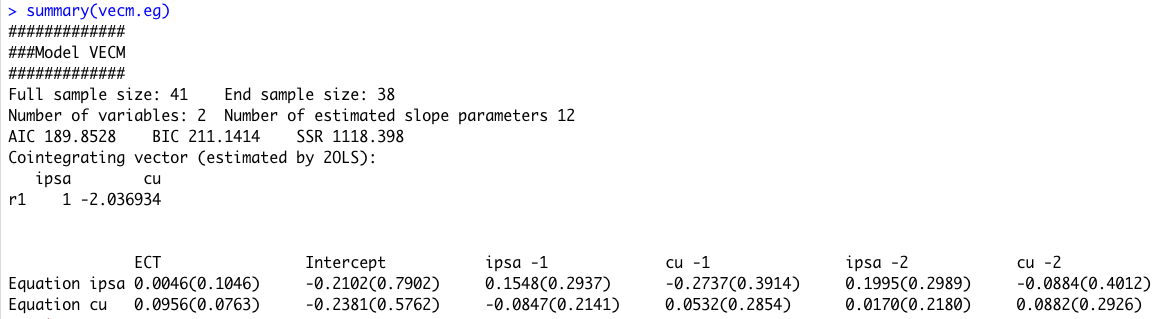 > summary(vecm.eg)
#############
###Model VECM
#############
Full sample size: 41    End sample size: 38
Number of variables: 2  Number of estimated slope parameters 12
AIC 189.8528    BIC 211.1414    SSR 1118.398
Cointegrating vector (estimated by 2OLS):
   ipsa        cu
r1    1 -2.036934
              ECT                Intercept           ipsa -1             cu -1               ipsa -2            cu -2
Equation ipsa 0.0046(0.1046)     -0.2102(0.7902)     0.1548(0.2937)      -0.2737(0.3914)     0.1995(0.2989)     -0.0884(0.4012)
Equation cu   0.0956(0.0763)     -0.2381(0.5762)     -0.0847(0.2141)     0.0532(0.2854)      0.0170(0.2180)     0.0882(0.2926)